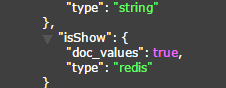 "type": "string"
},
"isShow": {
"doc_values": true,
"type": "redis"
}